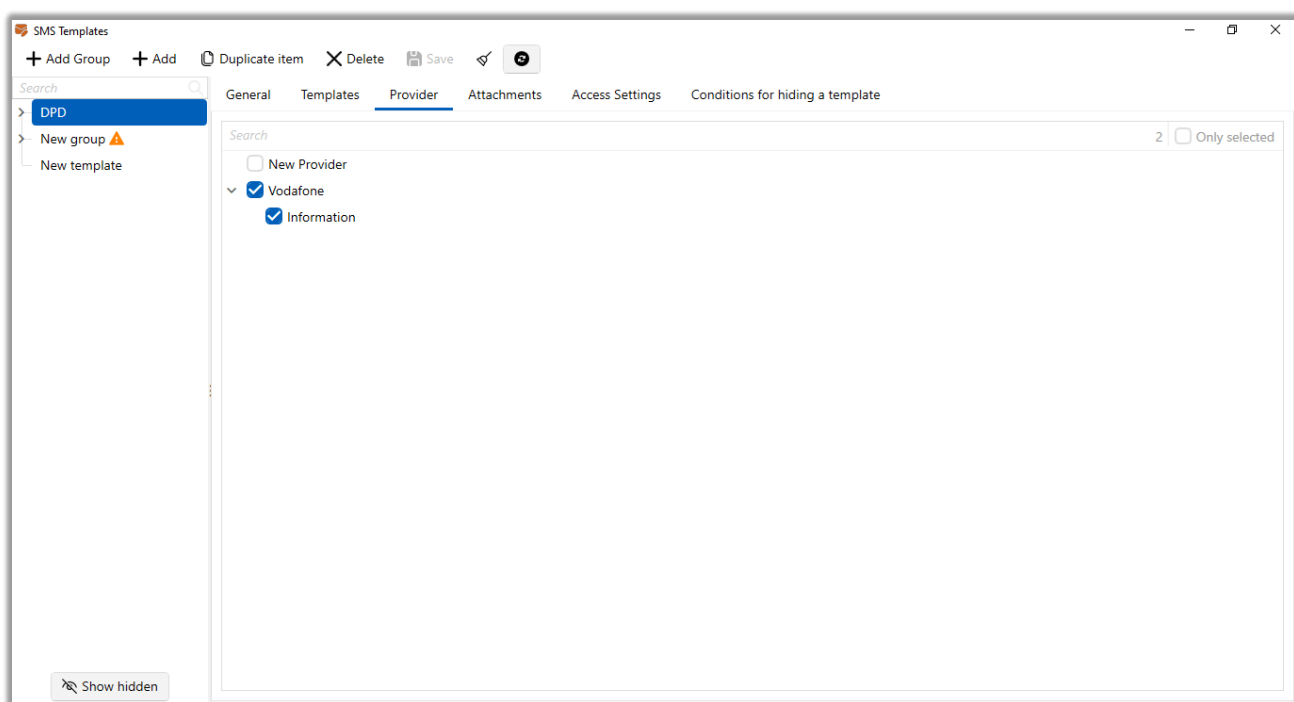 SMS Templates
Add Group Add Duplicate item Delete Save
Search
DPD
New group
New template
Show hidden
General Templates Provider Attachments Access Settings Conditions for hiding a template
Search 2 Only selected
New Provider
Vodafone
Information